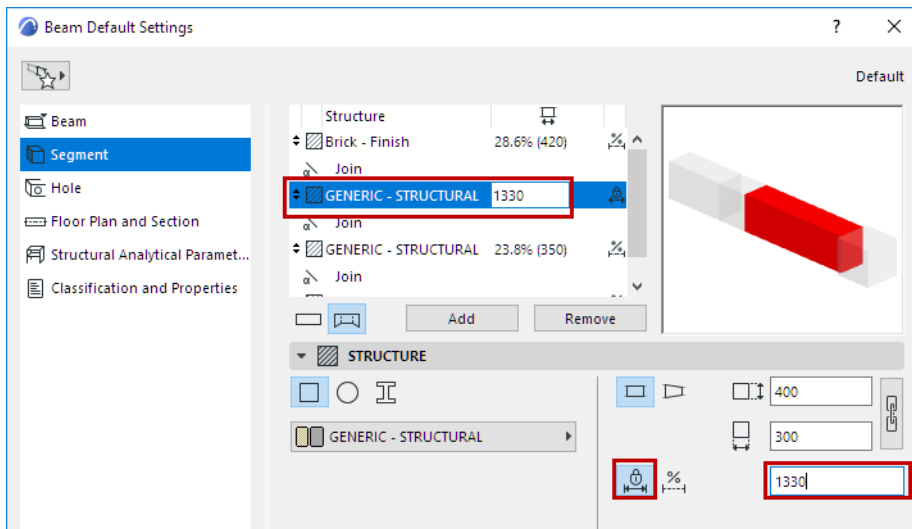 Beam Default Settings
?
Default
Beam
Segment
Hole
Floor Plan and Section
Structural Analytical Paramet...
Classification and Properties
Structure
Brick - Finish 28.6% (420) %
Join
GENERIC - STRUCTURAL 1330
Join
GENERIC - STRUCTURAL 23.8% (350) %
Join
Add Remove
STRUCTURE
400
GENERIC - STRUCTURAL
300
% 1330